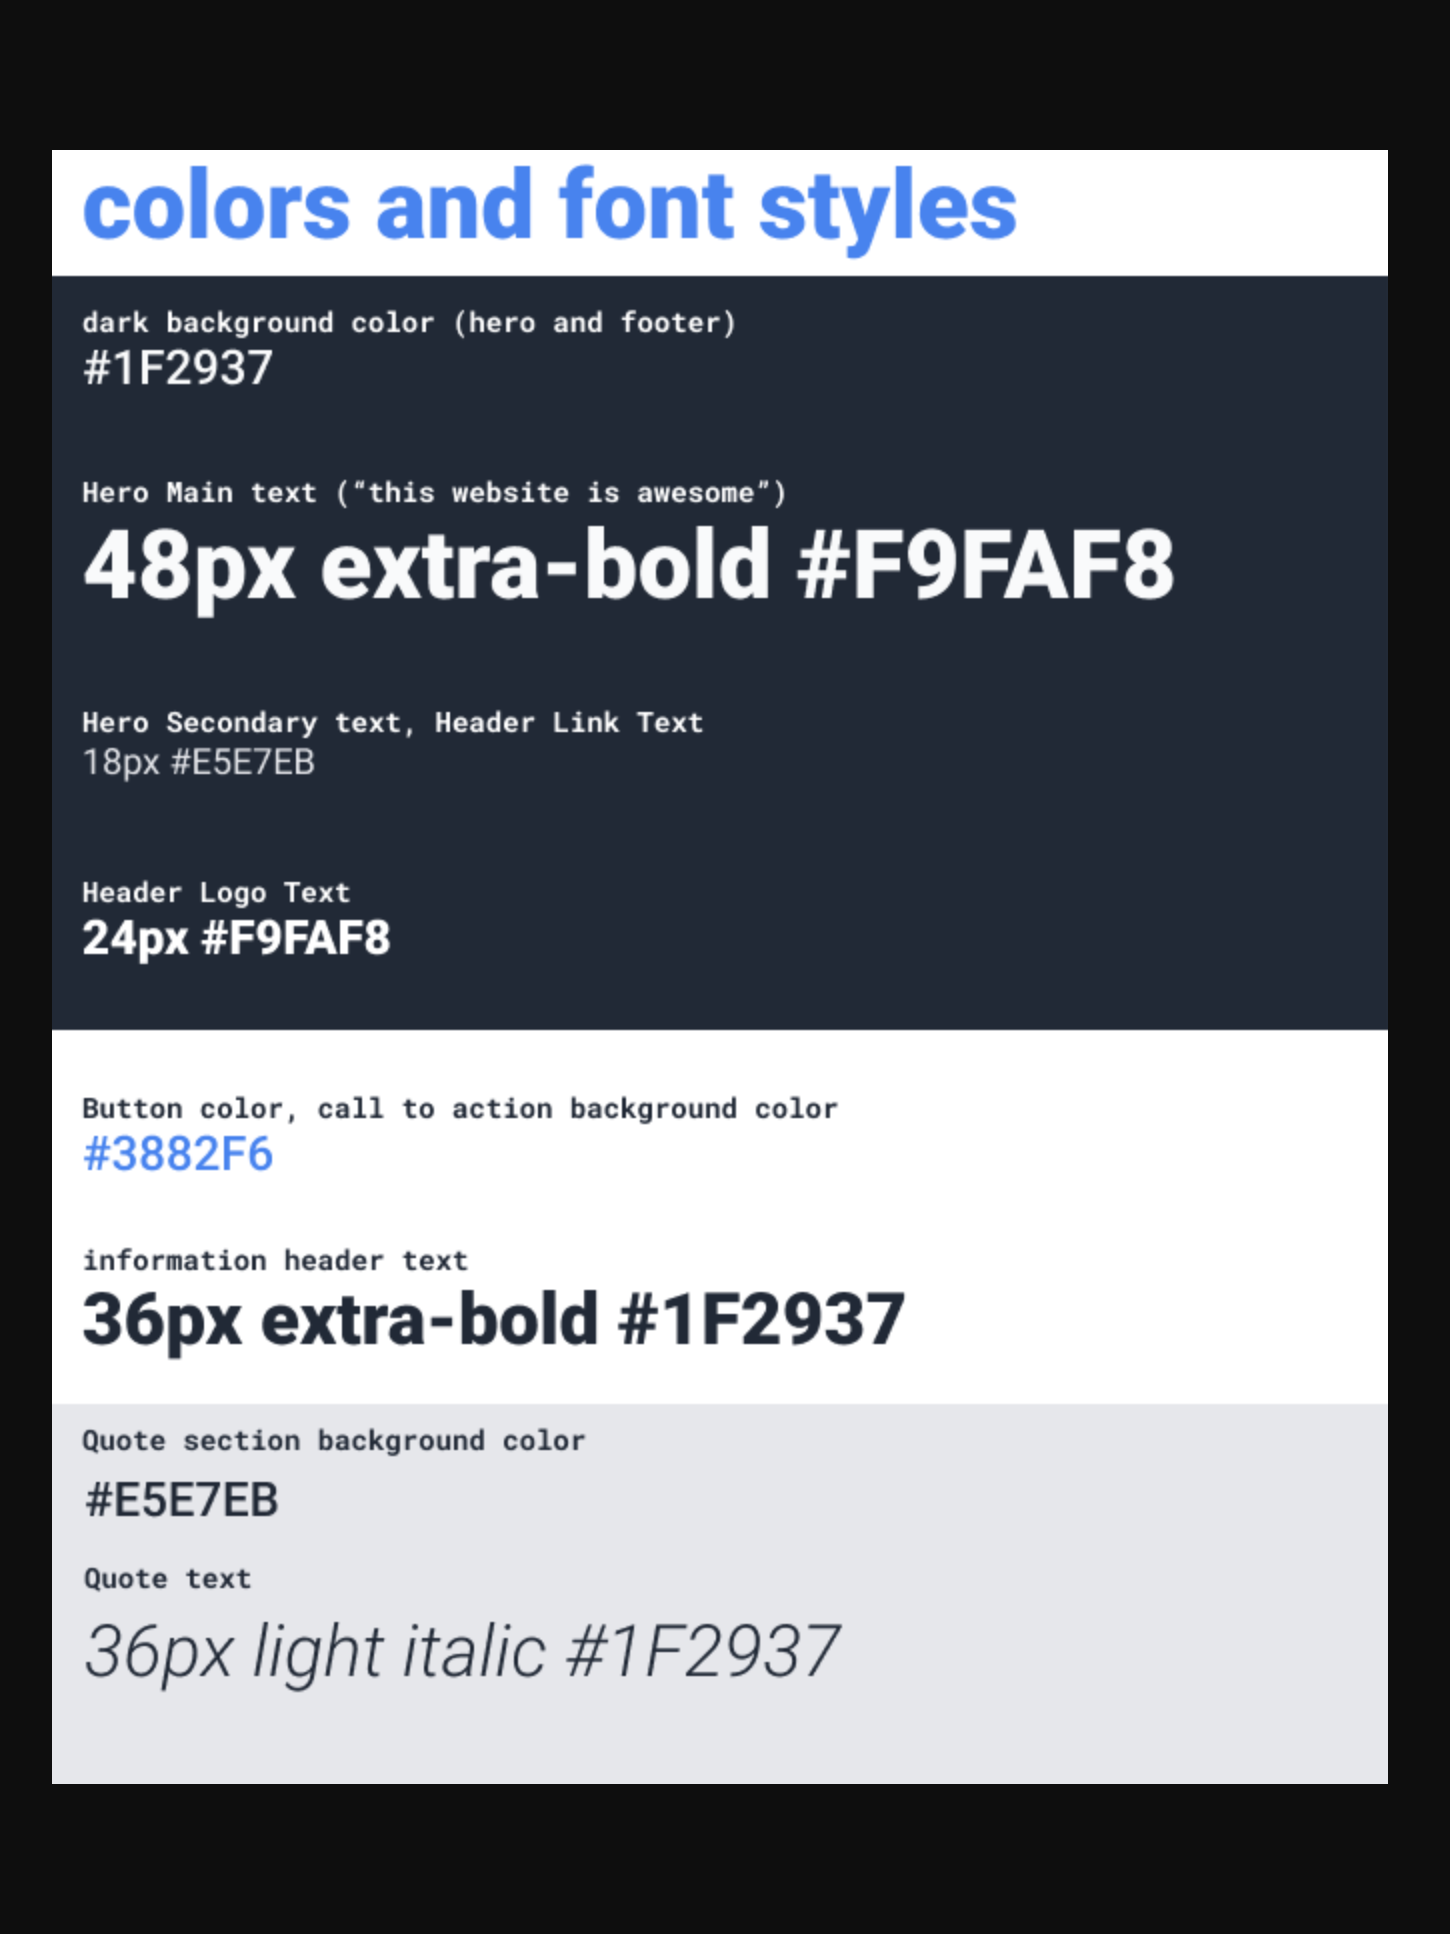 colors and font styles
dark background color (hero and footer)
#1F2937
Hero Main text (“this website is awesome”)
48px extra-bold #F9FAF8
Hero Secondary text, Header Link Text
18px #E5E7EB
Header Logo Text
24px #F9FAF8
Button color, call to action background color
#3882F6
information header text
36px extra-bold #1F2937
Quote section background color
#E5E7EB
Quote text
36px light italic #1F2937